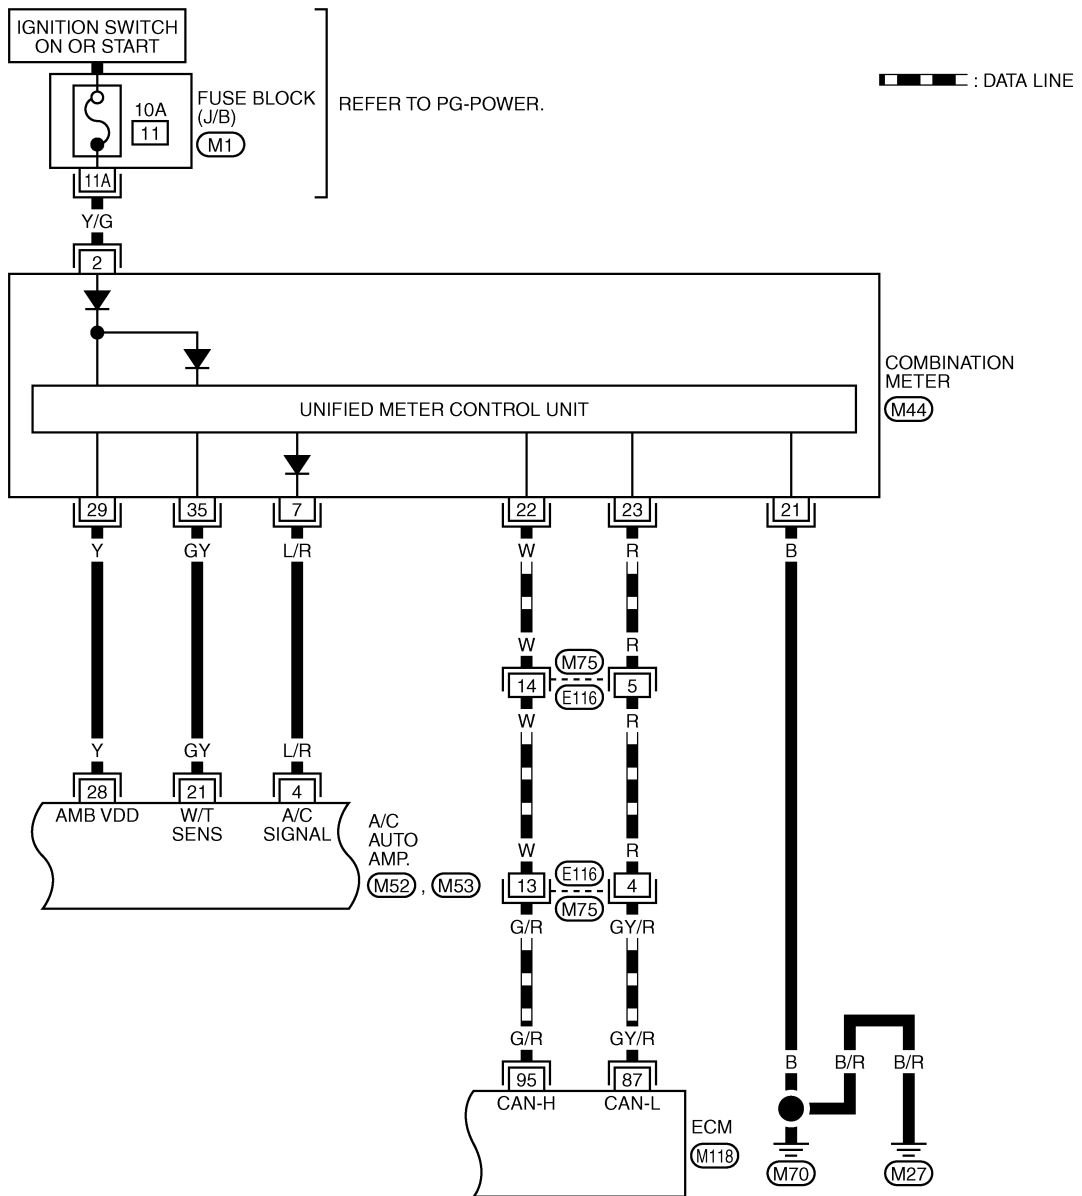 IGNITION SWITCH
ON OR START
10A
11
FUSE BLOCK
(J/B)
M1
REFER TO PG-POWER.
: DATA LINE
11A
Y/G
2
COMBINATION
METER
M44
UNIFIED METER CONTROL UNIT
29 35 7 22 23 21
Y GY L/R W R B
W M75 R
14 E116 5
W R
Y GY L/R
28 21 4
AMB VDD W/T
SENS A/C
SIGNAL
A/C
AUTO
AMP.
M52 , M53
W E116 R
13 M75 4
G/R GY/R
G/R GY/R
95 87
CAN-H CAN-L
ECM
M118
B B/R B/R
M70 M27